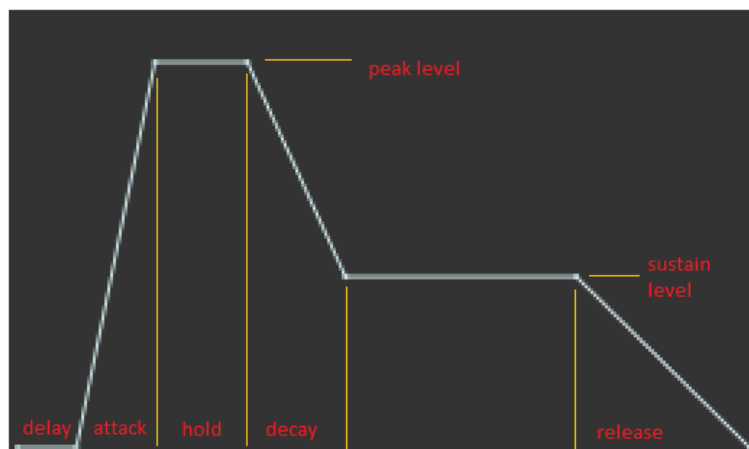 peak level
sustain
level
delay attack hold decay release